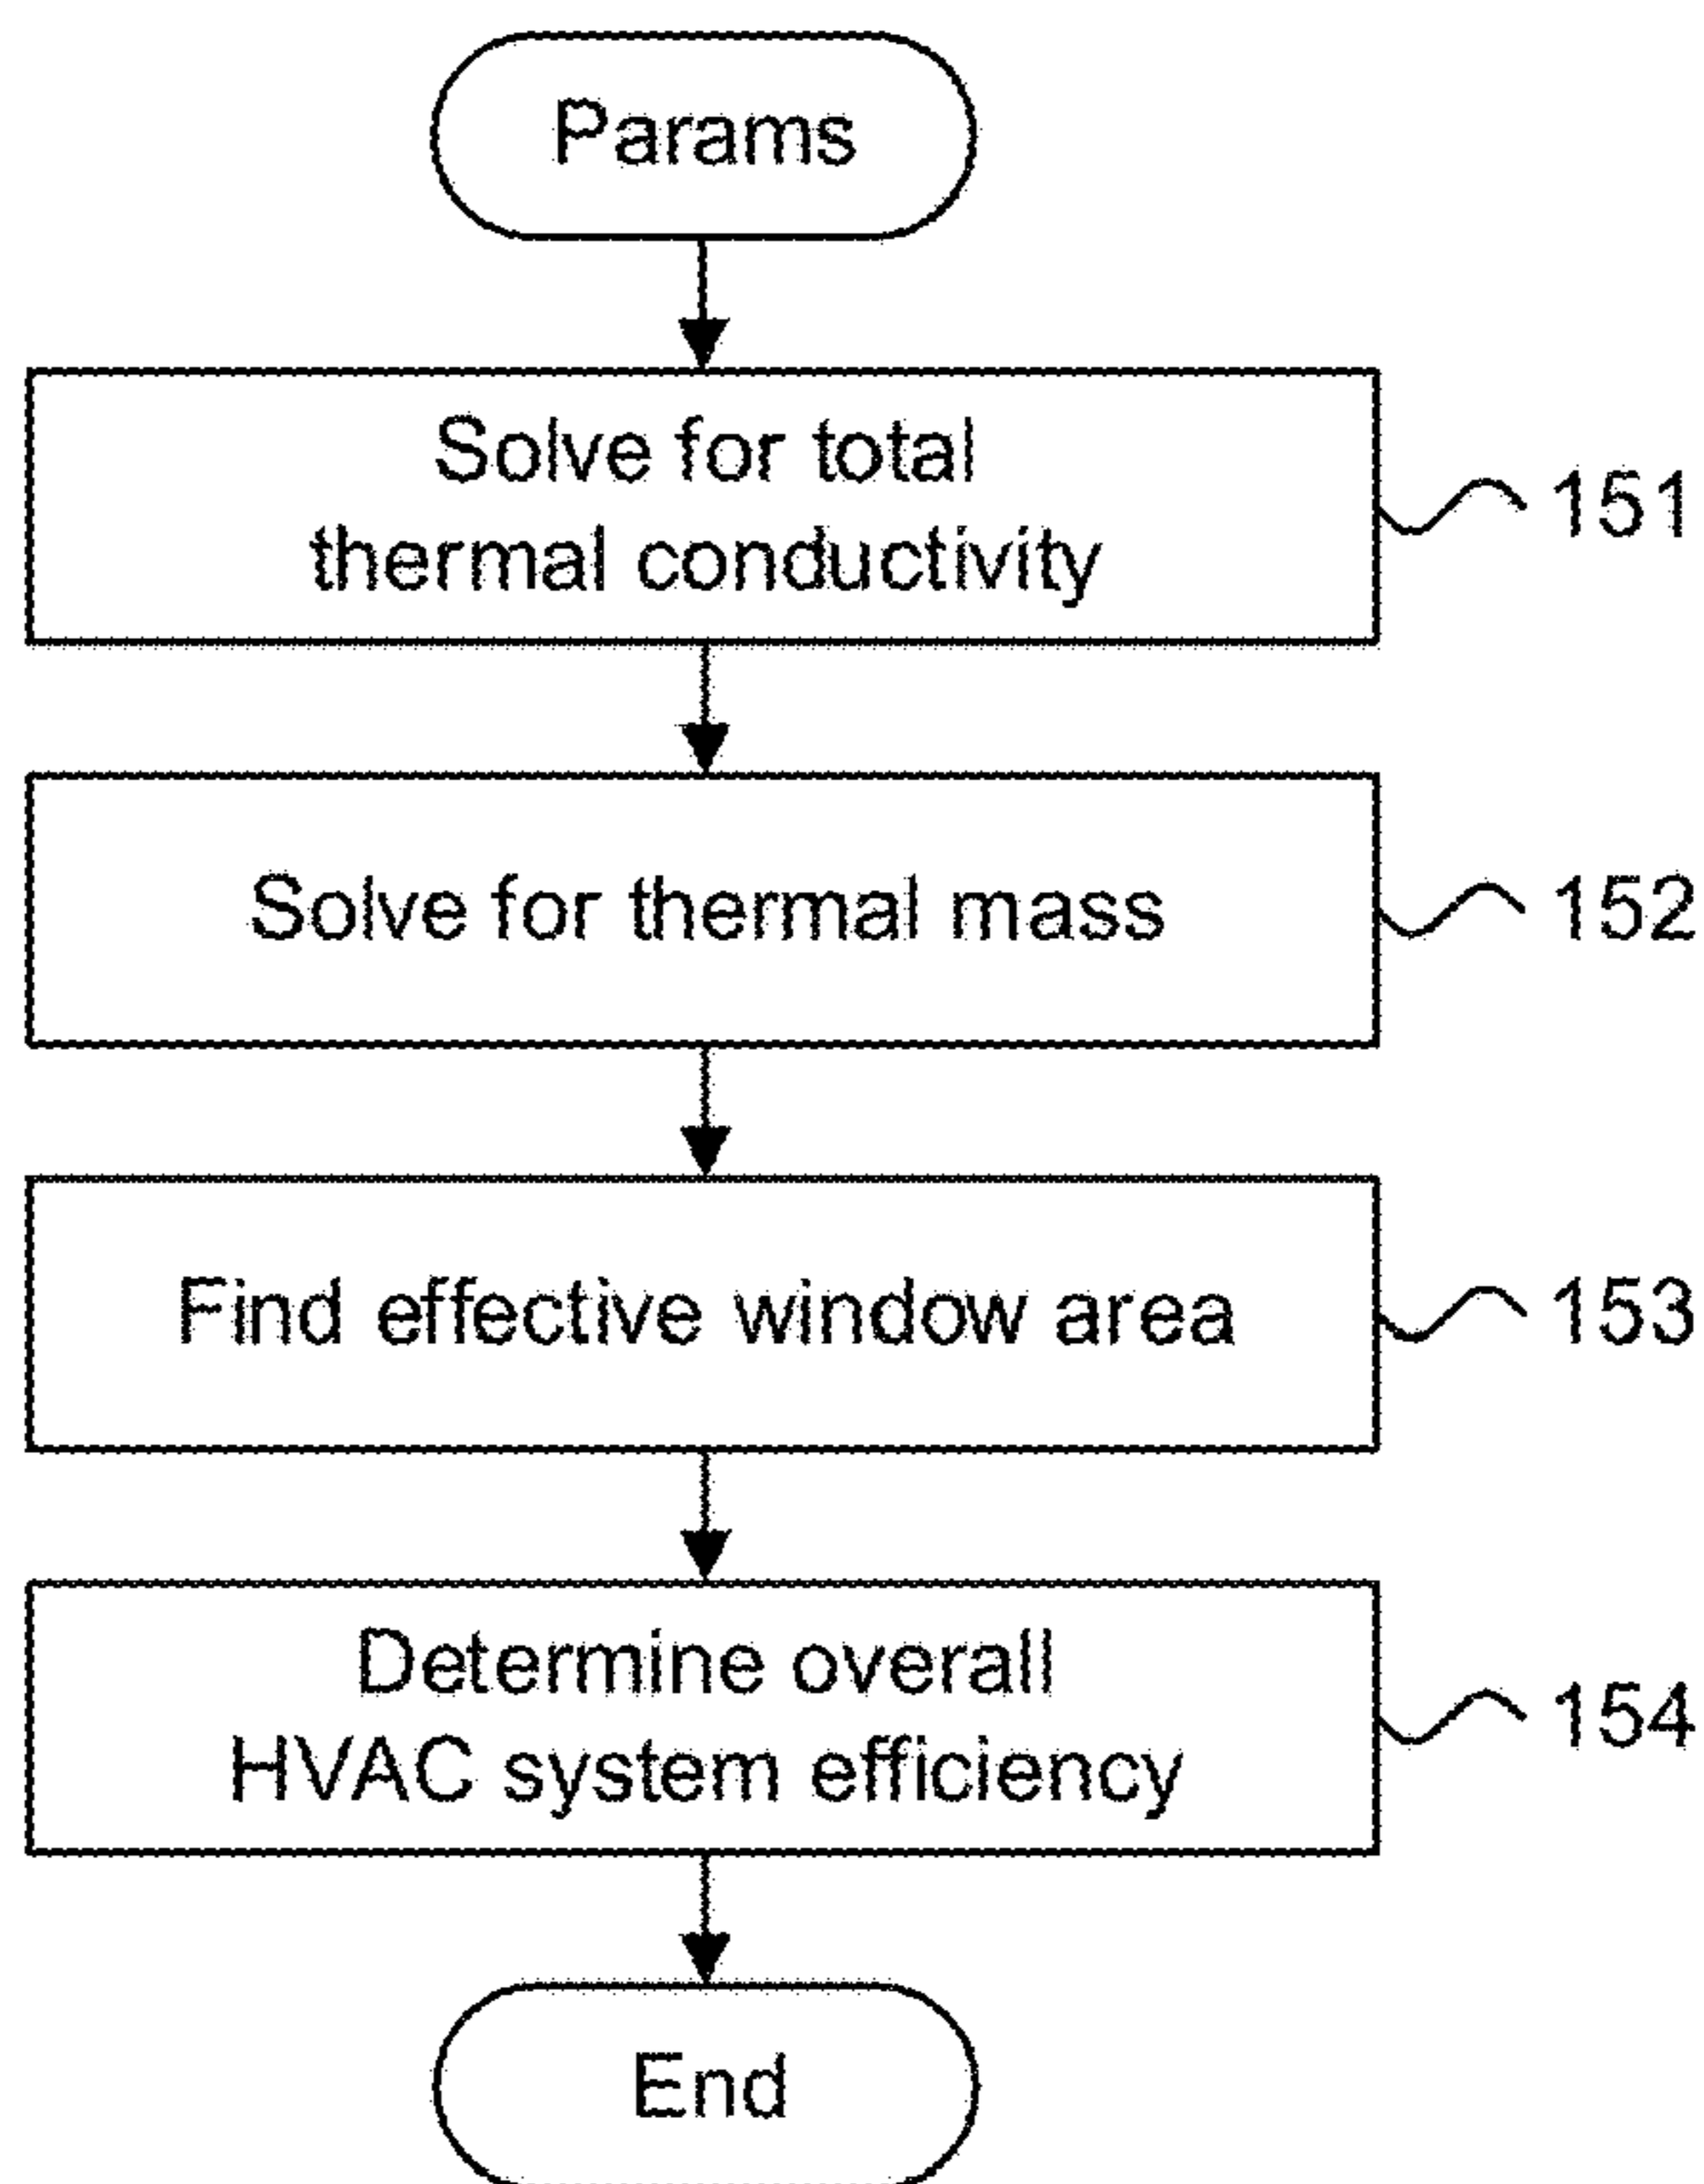 Params
Solve for total
thermal conductivity
151
Solve for thermal mass
152
Find effective window area
153
Determine overall
HVAC system efficiency
154
End